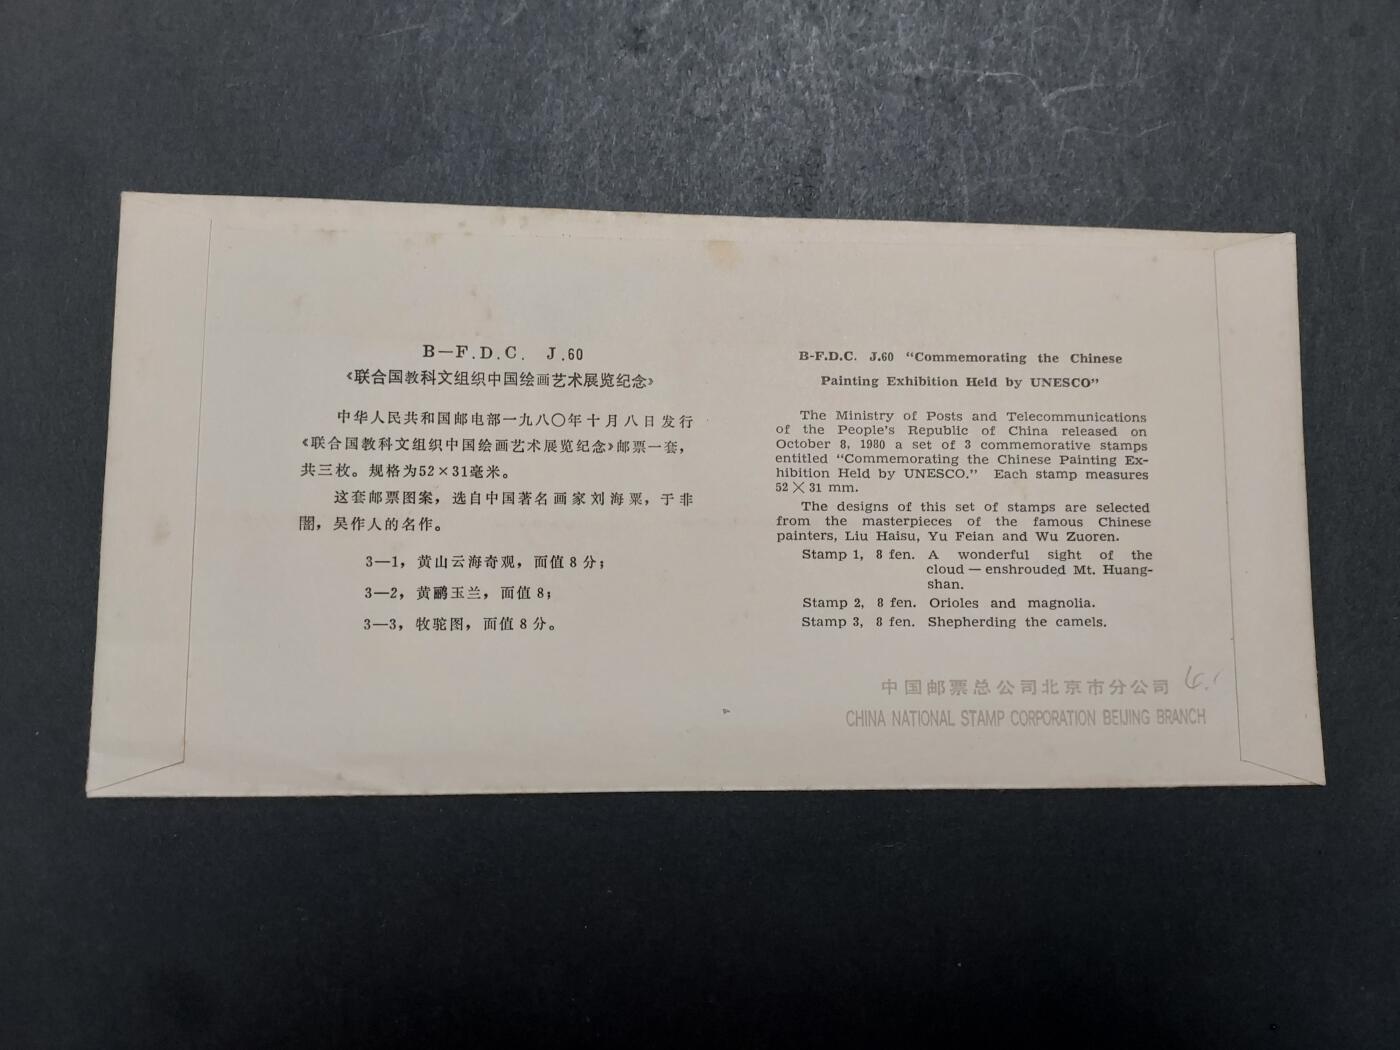 B—F.D.C. J.60
《联合国教科文组织中国绘画艺术展览纪念》
中华人民共和国邮电部一九八〇年十月八日发行
《联合国教科文组织中国绘画艺术展览纪念》邮票一套，
共三枚。规格为52×31毫米。
这套邮票图案，选自中国著名画家刘海粟，于非
闇，吴作人的名作。
3—1，黄山云海奇观，面值8分；
3—2，黄鹂玉兰，面值8；
3—3，牧驼图，面值8分。
B-F.D.C. J.60 “Commemorating the Chinese
Painting Exhibition Held by UNESCO”
The Ministry of Posts and Telecommunications
of the People's Republic of China released on
October 8, 1980 a set of 3 commemorative stamps
entitled “Commemorating the Chinese Painting Ex-
hibition Held by UNESCO.” Each stamp measures
52×31 mm.
The designs of this set of stamps are selected
from the masterpieces of the famous Chinese
painters, Liu Haisu, Yu Feian and Wu Zuoren.
Stamp 1, 8 fen. A wonderful sight of the
cloud—enshrouded Mt. Huang-
shan.
Stamp 2, 8 fen. Orioles and magnolia.
Stamp 3, 8 fen. Shepherding the camels.
中国邮票总公司北京市分公司
CHINA NATIONAL STAMP CORPORATION BEIJING BRANCH